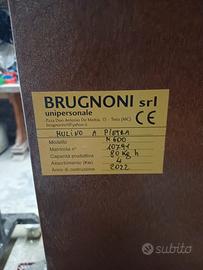 BRUGNONI srl
unipersonale
MULINO A PIETRA
Modello M 600
Matricola n° 10791
Capacità produttiva 80 Kg h
Assorbimento (Kw) 4
Anno di costruzione 2022
CE
subito